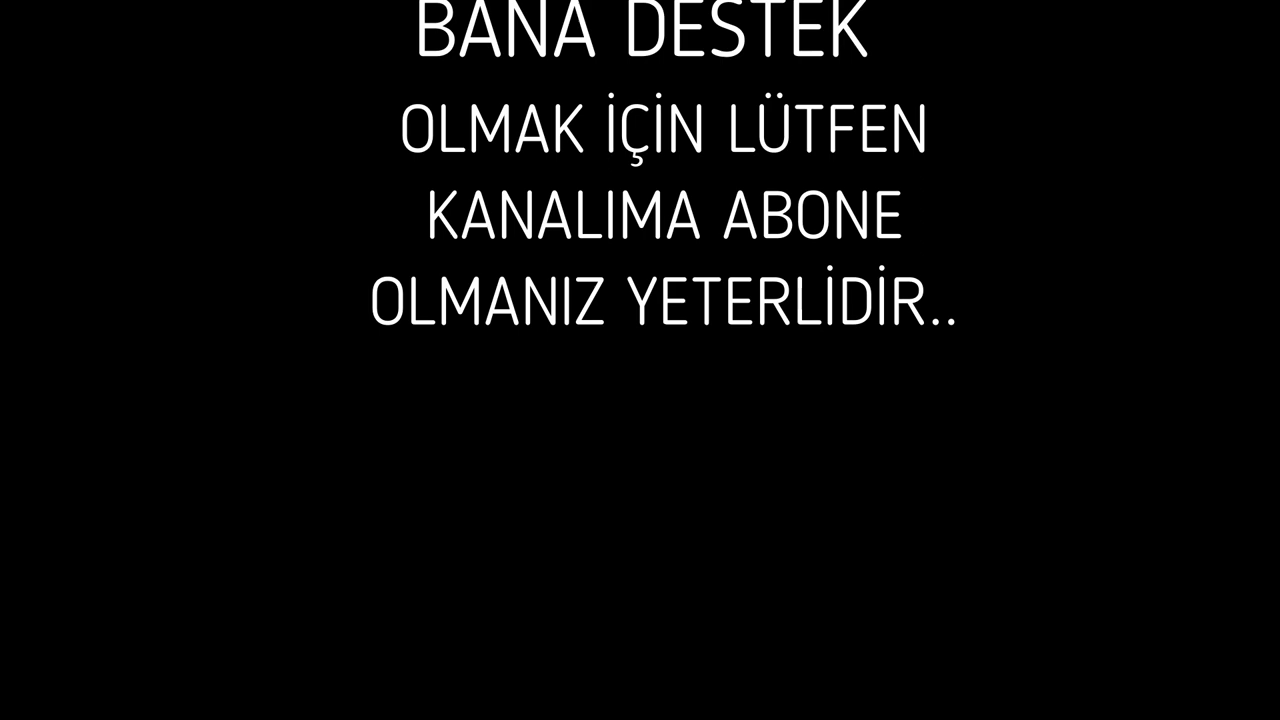 BANA DESTEK
OLMAK İÇİN LÜTFEN
KANALIMA ABONE
OLMANIZ YETERLİDİR..